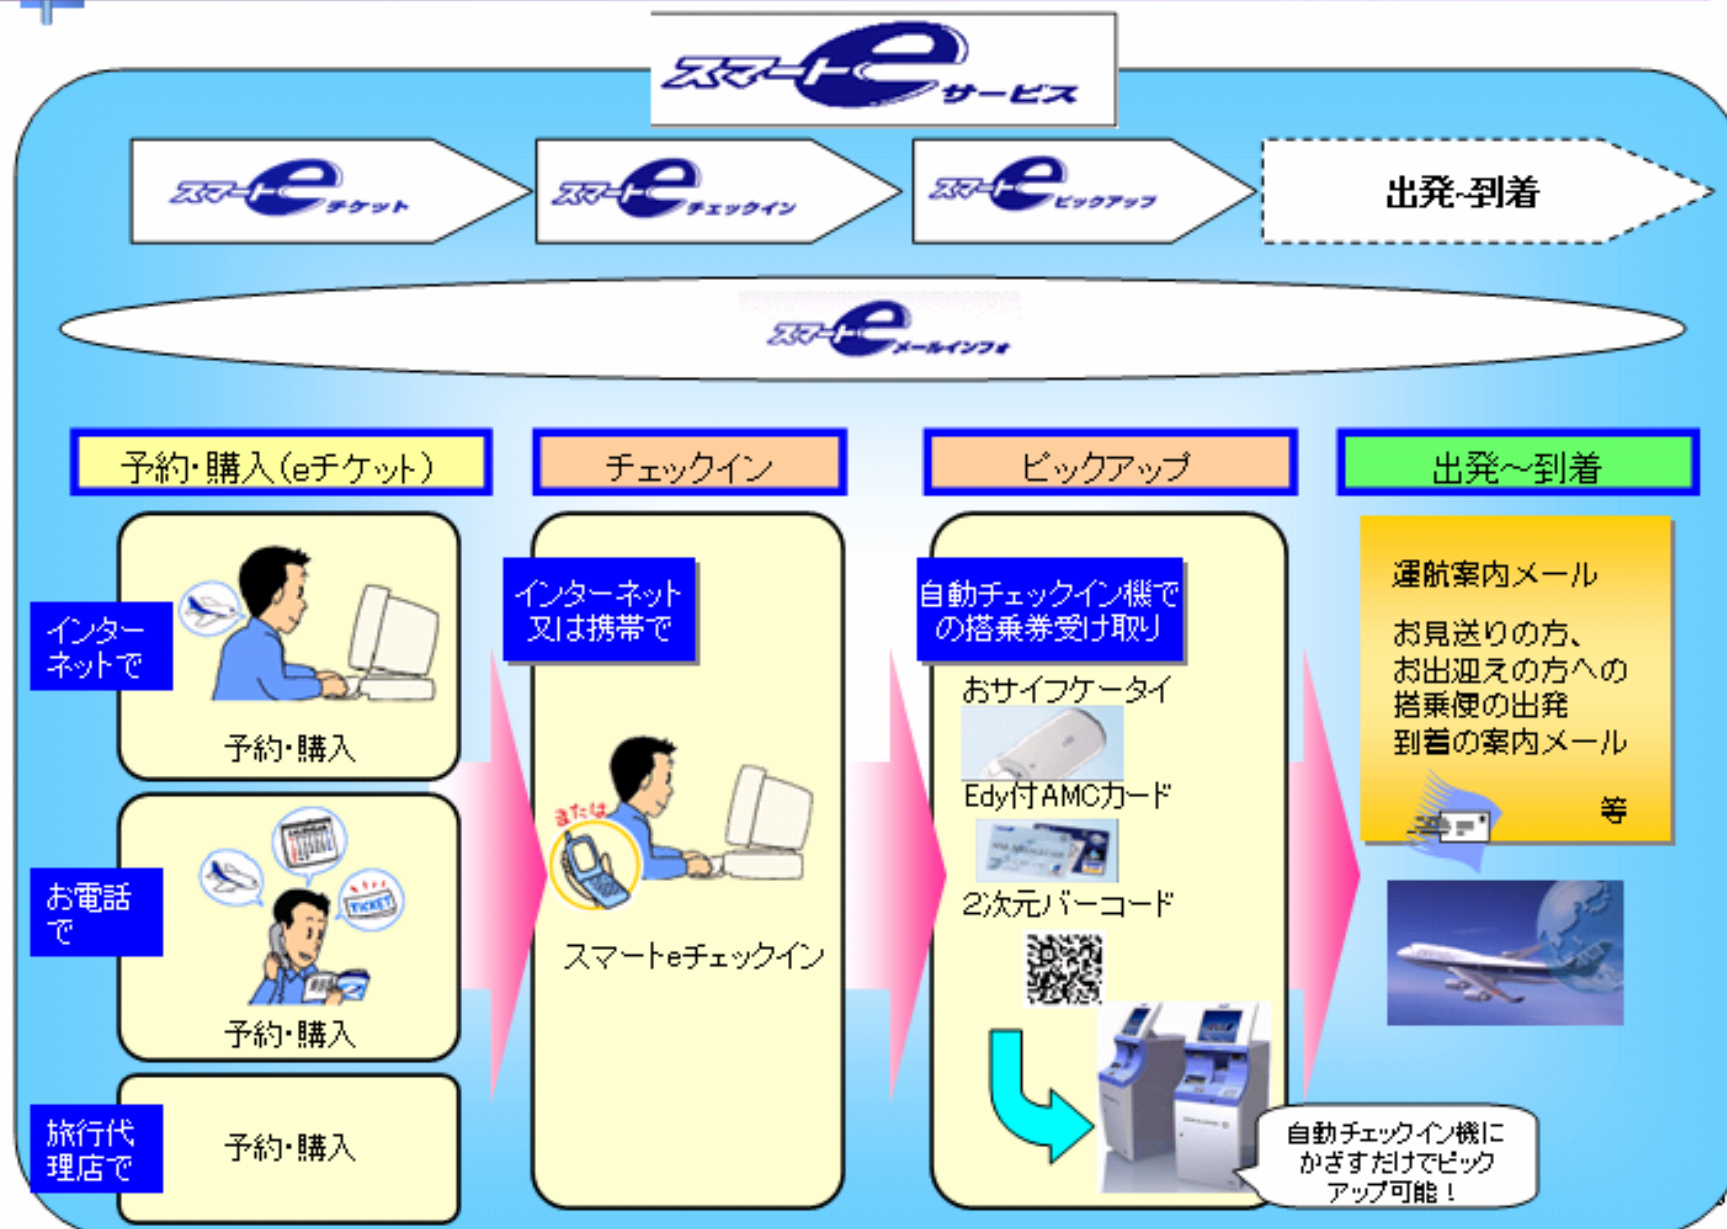 スマートeサービス
スマートeチケット
スマートeチェックイン
スマートeピックアップ
出発~到着
スマートeメールインフォ
予約・購入(eチケット)
チェックイン
ピックアップ
出発～到着
インター
ネットで
予約・購入
お電話
で
CALENDAR
TICKET
予約・購入
旅行代
理店で
予約・購入
インターネット
又は携帯で
または
スマートeチェックイン
自動チェックイン機で
の搭乗券受け取り
おサイフケータイ
Edy付AMCカード
2次元バーコード
自動チェックイン機に
かざすだけでピック
アップ可能！
運航案内メール
お見送りの方、
お出迎えの方への
搭乗便の出発
到着の案内メール
等